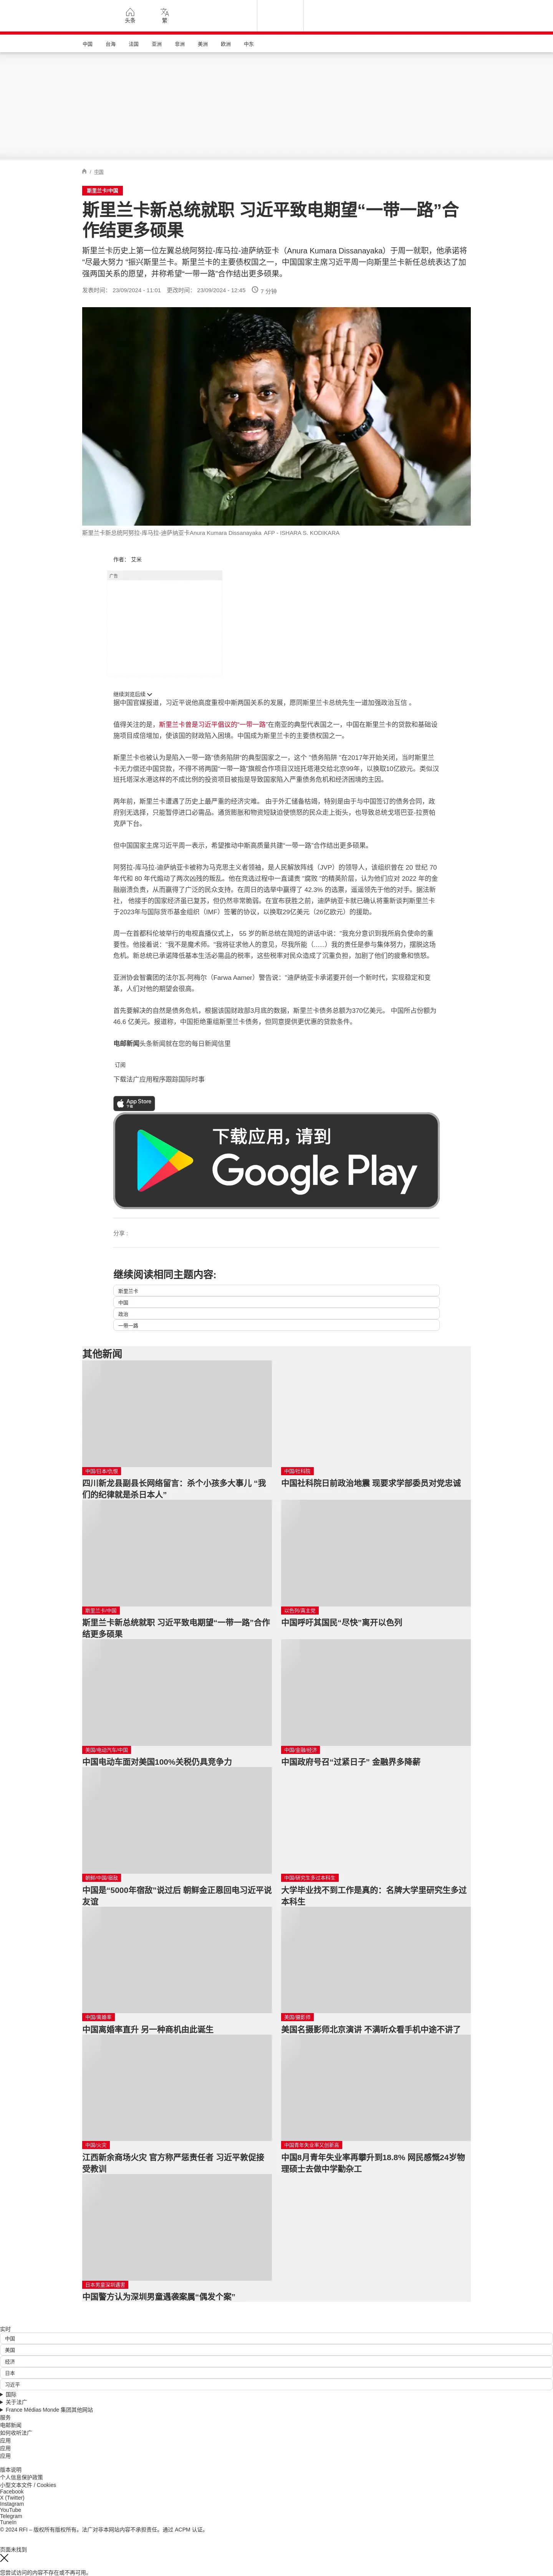 头条
繁
中国
台海
法国
亚洲
非洲
美洲
欧洲
中东
/ 中国
斯里兰卡/中国
斯里兰卡新总统就职 习近平致电期望“一带一路”合
作结更多硕果
斯里兰卡历史上第一位左翼总统阿努拉-库马拉-迪萨纳亚卡（Anura Kumara Dissanayaka）于周一就职，他承诺将
“尽最大努力 “振兴斯里兰卡。斯里兰卡的主要债权国之一，中国国家主席习近平周一向斯里兰卡新任总统表达了加
强两国关系的愿望，并称希望“一带一路”合作结出更多硕果。
发表时间： 23/09/2024 - 11:01 更改时间： 23/09/2024 - 12:45 7 分钟
斯里兰卡新总统阿努拉-库马拉-迪萨纳亚卡Anura Kumara Dissanayaka AFP - ISHARA S. KODIKARA
作者： 艾米
广告
继续浏览后续
据中国官媒报道，习近平说他高度重视中斯两国关系的发展，愿同斯里兰卡总统先生一道加强政治互信 。
值得关注的是，斯里兰卡曾是习近平倡议的“一带一路”在南亚的典型代表国之一，中国在斯里兰卡的贷款和基础设
施项目成倍增加，使该国的财政陷入困境。中国成为斯里兰卡的主要债权国之一。
斯里兰卡也被认为是陷入一带一路“债务陷阱”的典型国家之一，这个 “债务陷阱 “在2017年开始关闭，当时斯里兰
卡无力偿还中国贷款，不得不将两国“一带一路”旗舰合作项目汉班托塔港交给北京99年，以换取10亿欧元。类似汉
班托塔深水港这样的不成比例的投资项目被指是导致国家陷入严重债务危机和经济困境的主因。
两年前，斯里兰卡遭遇了历史上最严重的经济灾难。 由于外汇储备枯竭，特别是由于与中国签订的债务合同，政
府别无选择，只能暂停进口必需品。通货膨胀和物资短缺迫使愤怒的民众走上街头，也导致总统戈塔巴亚-拉贾帕
克萨下台。
但中国国家主席习近平周一表示，希望推动中斯高质量共建“一带一路”合作结出更多硕果。
阿努拉-库马拉-迪萨纳亚卡被称为马克思主义者领袖，是人民解放阵线（JVP）的领导人，该组织曾在 20 世纪 70
年代和 80 年代煽动了两次凶残的叛乱。他在竞选过程中一直谴责 “腐败 ”的精英阶层，认为他们应对 2022 年的金
融崩溃负责，从而赢得了广泛的民众支持。在周日的选举中赢得了 42.3% 的选票，遥遥领先于他的对手。据法新
社， 他接手的国家经济虽已复苏，但仍然非常脆弱。在宣布获胜之前，迪萨纳亚卡就已确认将重新谈判斯里兰卡
于2023年与国际货币基金组织（IMF）签署的协议，以换取29亿美元（26亿欧元）的援助。
周一在首都科伦坡举行的电视直播仪式上， 55 岁的新总统在简短的讲话中说：”我充分意识到我所肩负使命的重
要性。他接着说：”我不是魔术师。“我将征求他人的意见，尽我所能（......）我的责任是参与集体努力，摆脱这场
危机。新总统已承诺降低基本生活必需品的税率，这些税率对民众造成了沉重负担，加剧了他们的疲惫和愤怒。
亚洲协会智囊团的法尔瓦-阿梅尔（Farwa Aamer）警告说：“迪萨纳亚卡承诺要开创一个新时代，实现稳定和变
革，人们对他的期望会很高。
首先要解决的自然是债务危机，根据该国财政部3月底的数据，斯里兰卡债务总额为370亿美元。 中国所占份额为
46.6 亿美元。报道称，中国拒绝重组斯里兰卡债务，但同意提供更优惠的贷款条件。
电邮新闻头条新闻就在您的每日新闻信里
订阅
下载法广应用程序跟踪国际时事
App Store
下载
下载应用，请到
Google Play
分享 :
继续阅读相同主题内容:
斯里兰卡
中国
政治
一带一路
其他新闻
中国/日本/仇恨
四川新龙县副县长网络留言：杀个小孩多大事儿 “我
们的纪律就是杀日本人”
中国/社科院
中国社科院日前政治地震 现要求学部委员对党忠诚
斯里兰卡/中国
斯里兰卡新总统就职 习近平致电期望“一带一路”合作
结更多硕果
以色列/真主党
中国呼吁其国民“尽快”离开以色列
美国/电动汽车/中国
中国电动车面对美国100%关税仍具竞争力
中国/金融/经济
中国政府号召“过紧日子” 金融界多降薪
朝鲜/中国/宿敌
中国是“5000年宿敌”说过后 朝鲜金正恩回电习近平说
友谊
中国/研究生多过本科生
大学毕业找不到工作是真的：名牌大学里研究生多过
本科生
中国/离婚率
中国离婚率直升 另一种商机由此诞生
美国/摄影师
美国名摄影师北京演讲 不满听众看手机中途不讲了
中国/火灾
江西新余商场火灾 官方称严惩责任者 习近平敦促接
受教训
中国青年失业率又创新高
中国8月青年失业率再攀升到18.8% 网民感慨24岁物
理硕士去做中学勤杂工
日本男童深圳遇害
中国警方认为深圳男童遇袭案属“偶发个案”
实时
中国
美国
经济
日本
习近平
国际
关于法广
France Médias Monde 集团其他网站
服务
电邮新闻
如何收听法广
应用
应用
应用
版本说明
个人信息保护政策
小型文本文件 / Cookies
Facebook
X (Twitter)
Instagram
YouTube
Telegram
TuneIn
© 2024 RFI – 版权所有版权所有。法广对非本网站内容不承担责任。通过 ACPM 认证。
页面未找到
您尝试访问的内容不存在或不再可用。